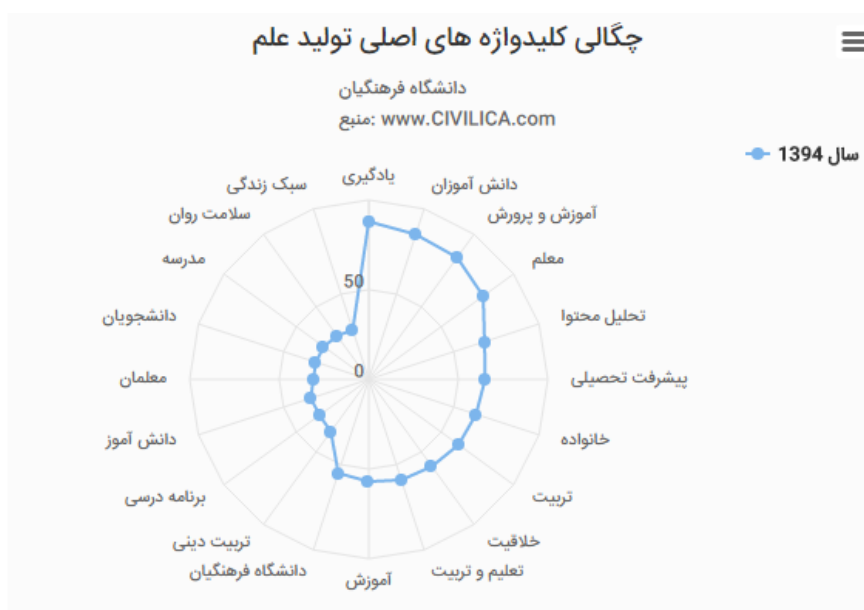 چگالی کلیدواژه های اصلی تولید علم
دانشگاه فرهنگیان
منبع: www.CIVILICA.com
سال 1394
یادگیری
دانش آموزان
آموزش و پرورش
معلم
تحلیل محتوا
پیشرفت تحصیلی
خانواده
تربیت
خلاقیت
تعلیم و تربیت
آموزش
دانشگاه فرهنگیان
تربیت دینی
برنامه درسی
دانش آموز
معلمان
دانشجویان
مدرسه
سلامت روان
سبک زندگی
50
0